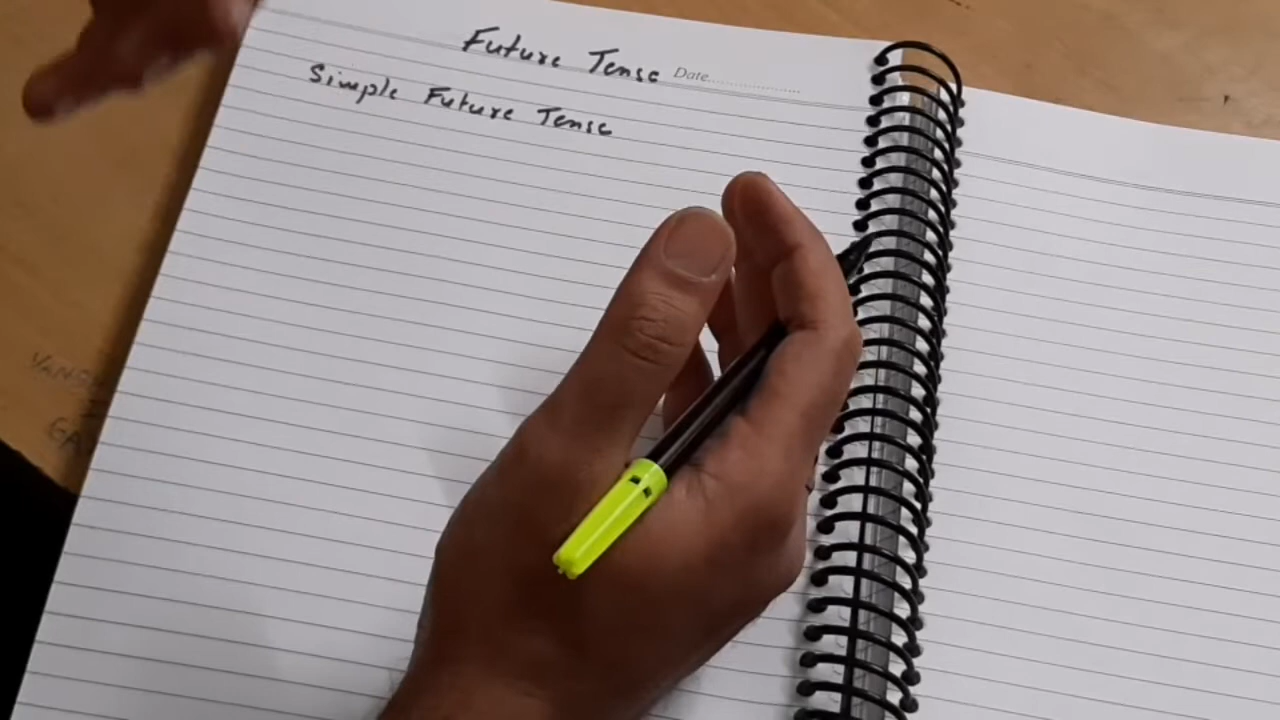 Future Tense
Date....................
Simple Future Tense